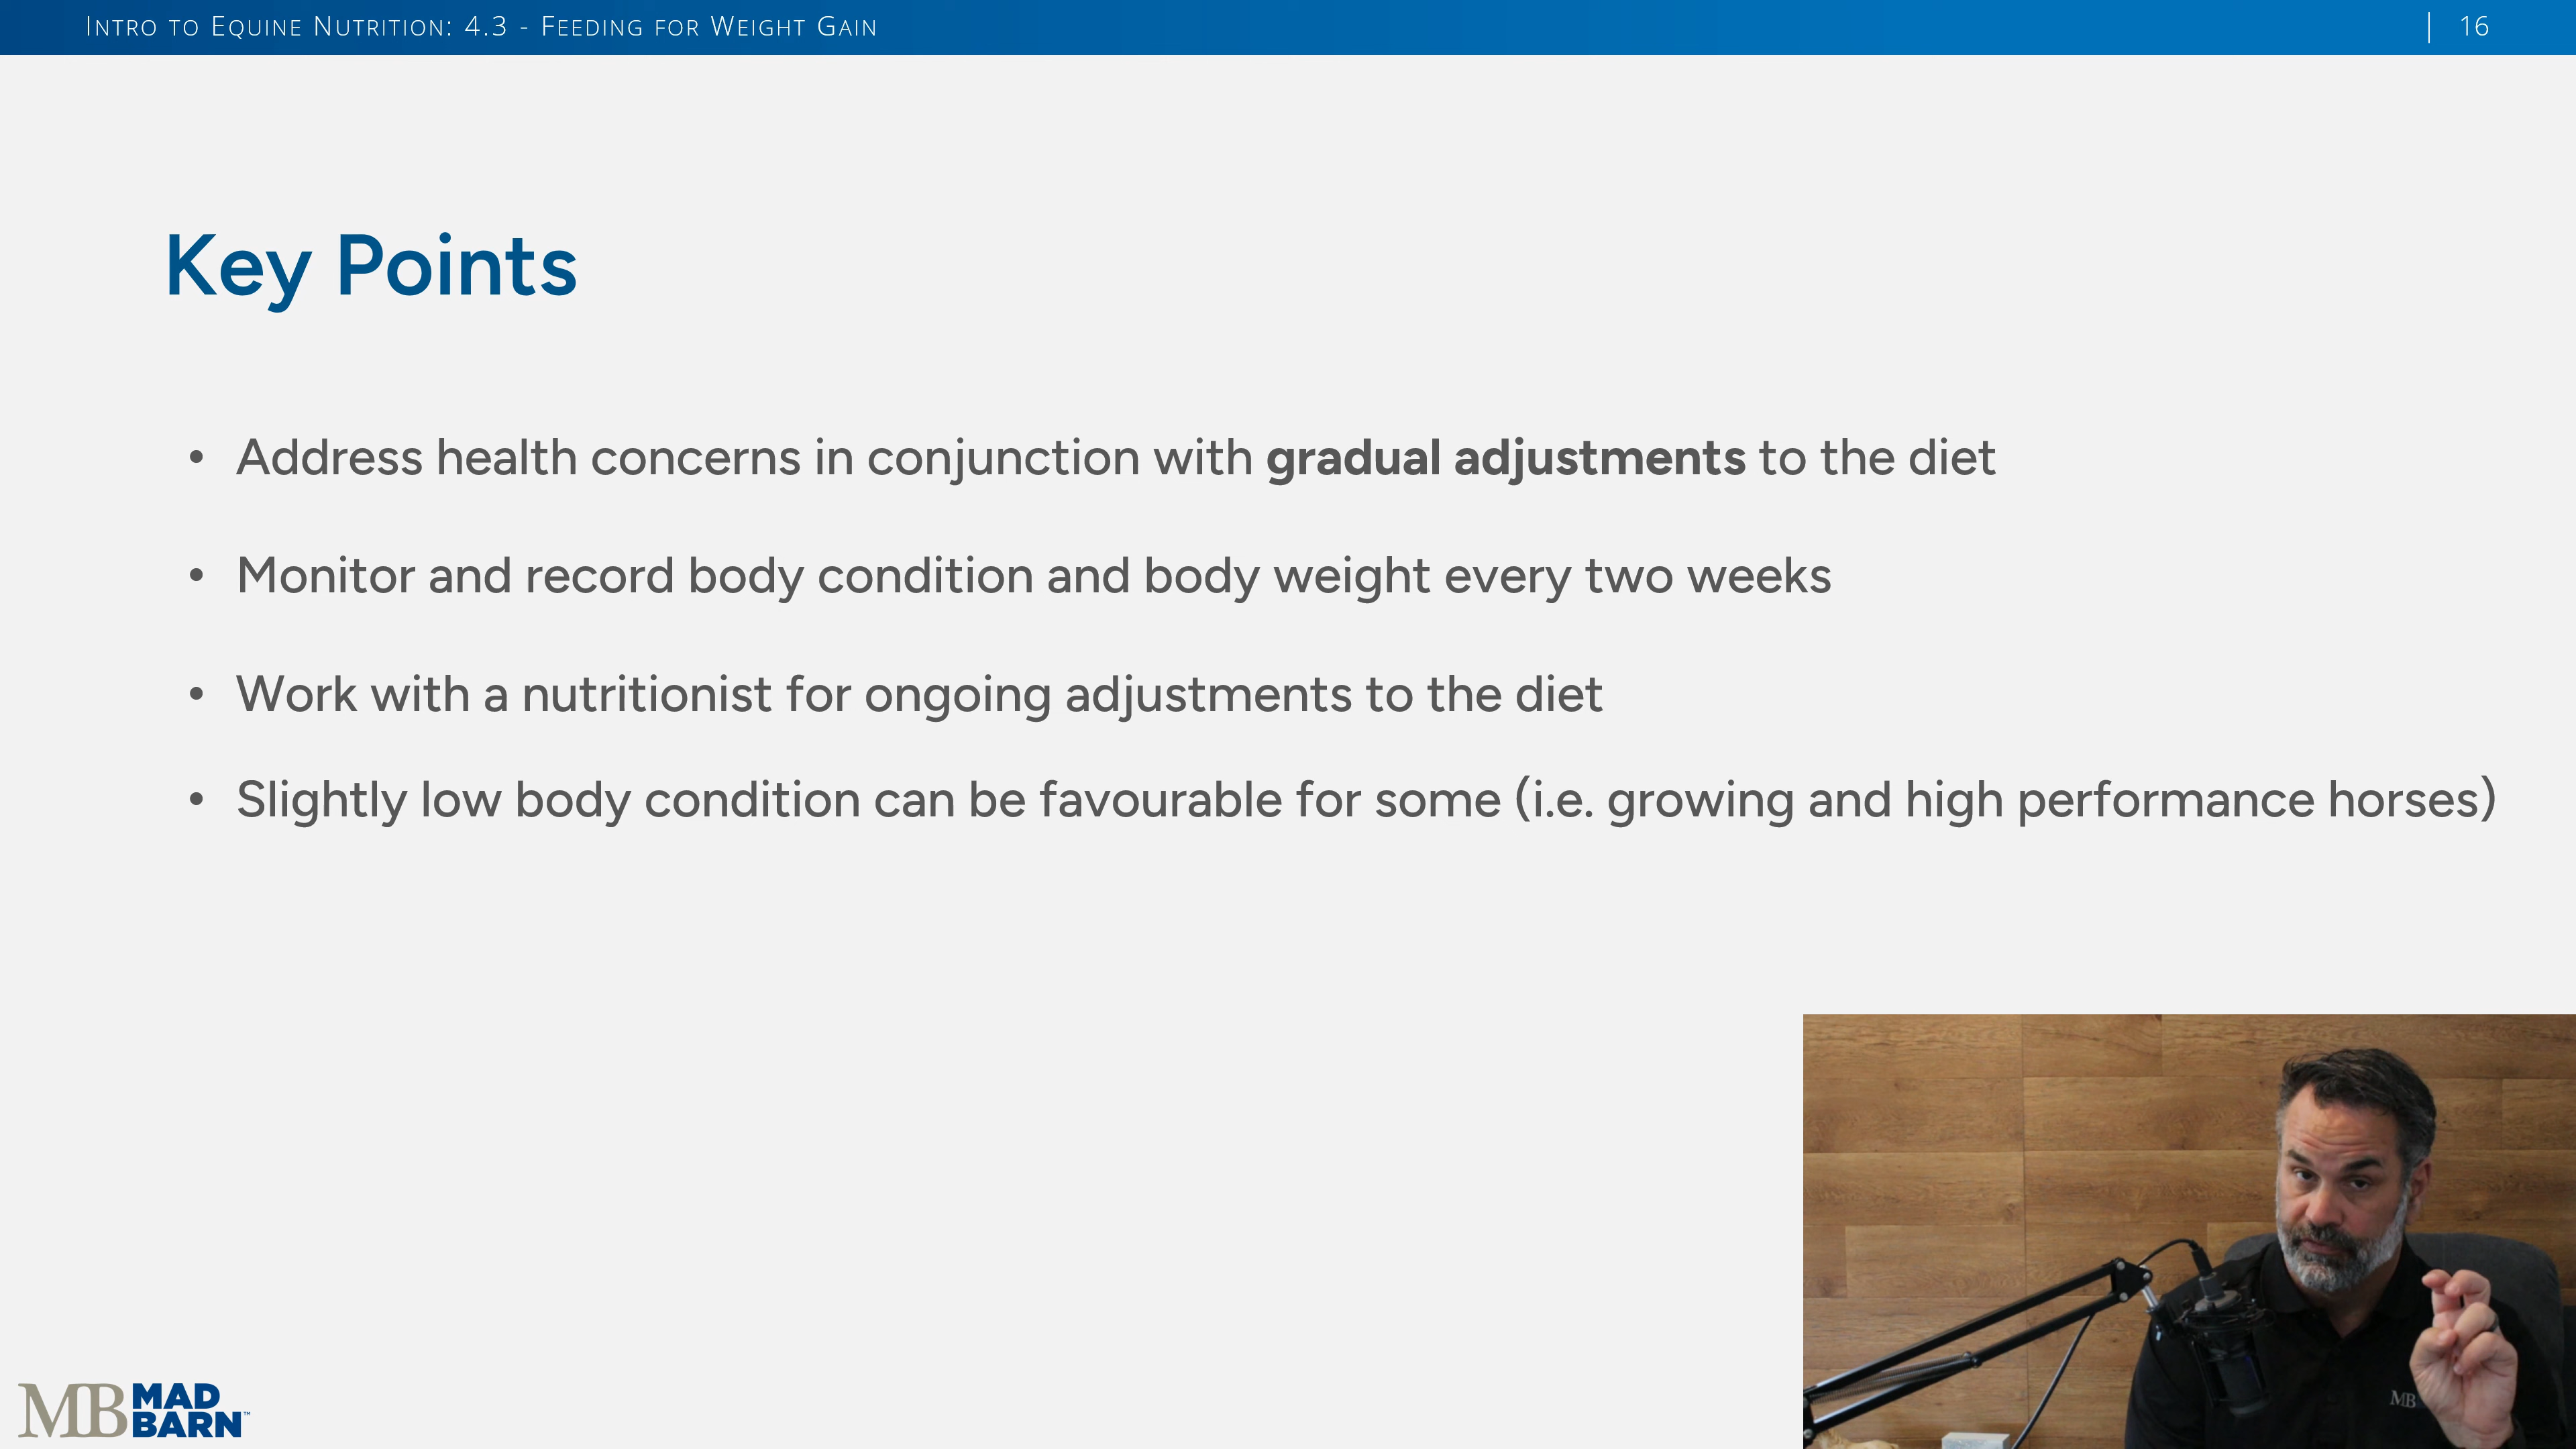 Intro to Equine Nutrition: 4.3 - Feeding for Weight Gain
16
Key Points
• Address health concerns in conjunction with gradual adjustments to the diet
• Monitor and record body condition and body weight every two weeks
• Work with a nutritionist for ongoing adjustments to the diet
• Slightly low body condition can be favourable for some (i.e. growing and high performance horses)
MB
MB MAD
BARN™